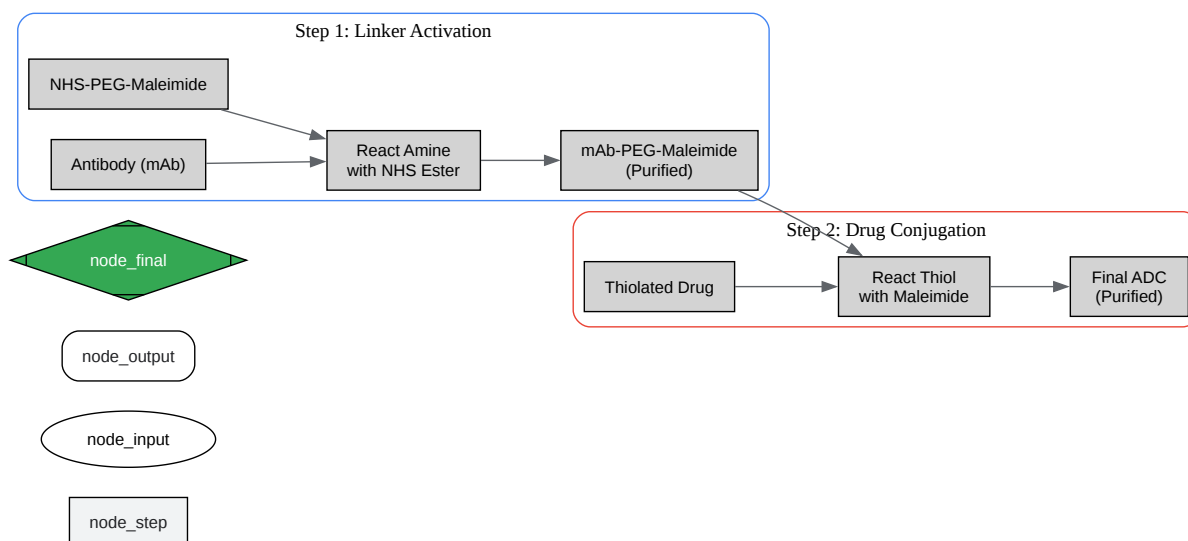 Step 1: Linker Activation
NHS-PEG-Maleimide
Antibody (mAb)
React Amine
with NHS Ester
mAb-PEG-Maleimide
(Purified)
Step 2: Drug Conjugation
Thiolated Drug
React Thiol
with Maleimide
Final ADC
(Purified)
node_final
node_output
node_input
node_step